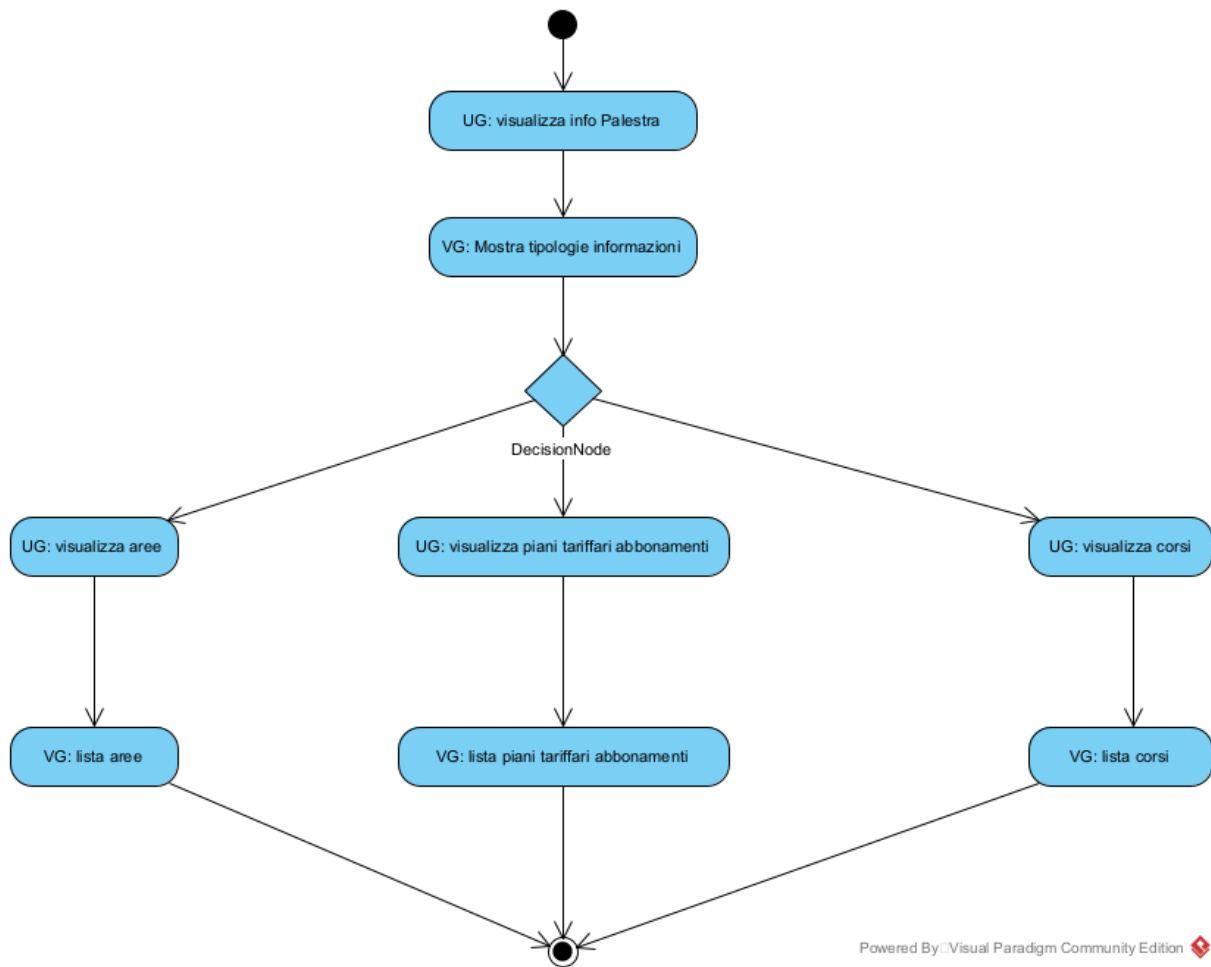 UG: visualizza info Palestra
VG: Mostra tipologie informazioni
DecisionNode
UG: visualizza aree
UG: visualizza piani tariffari abbonamenti
UG: visualizza corsi
VG: lista aree
VG: lista piani tariffari abbonamenti
VG: lista corsi
Powered By Visual Paradigm Community Edition